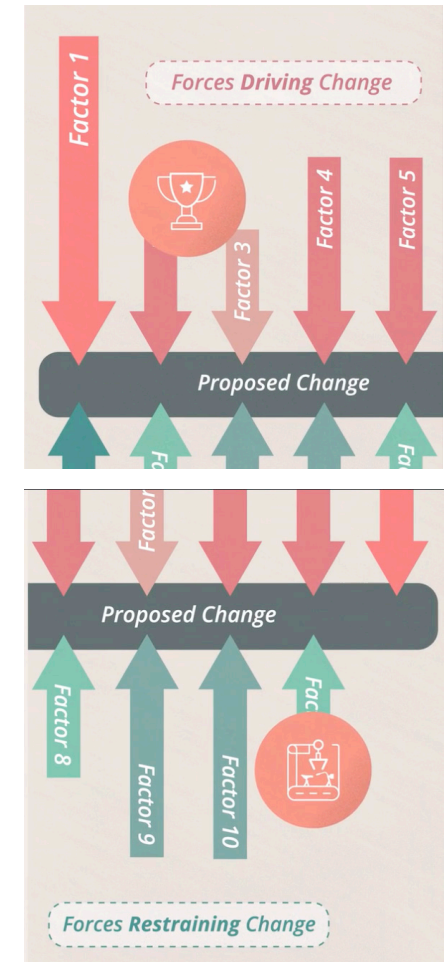 Factor 1
Forces Driving Change
Factor 3
Factor 4
Factor 5
Proposed Change
Factor
Proposed Change
Factor 8
Factor 9
Factor 10
Forces Restraining Change